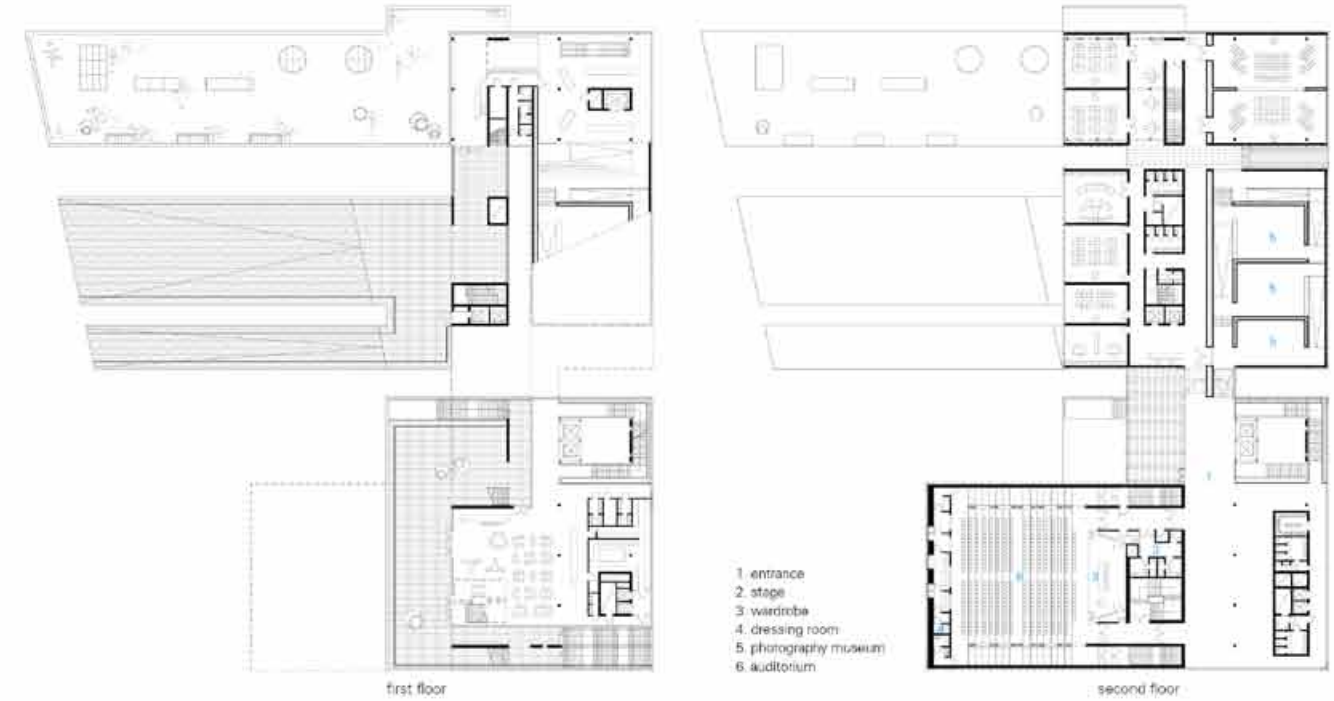 1. entrance
2. stage
3. wardrobe
4. dressing room
5. photography museum
6. auditorium
first floor
second floor